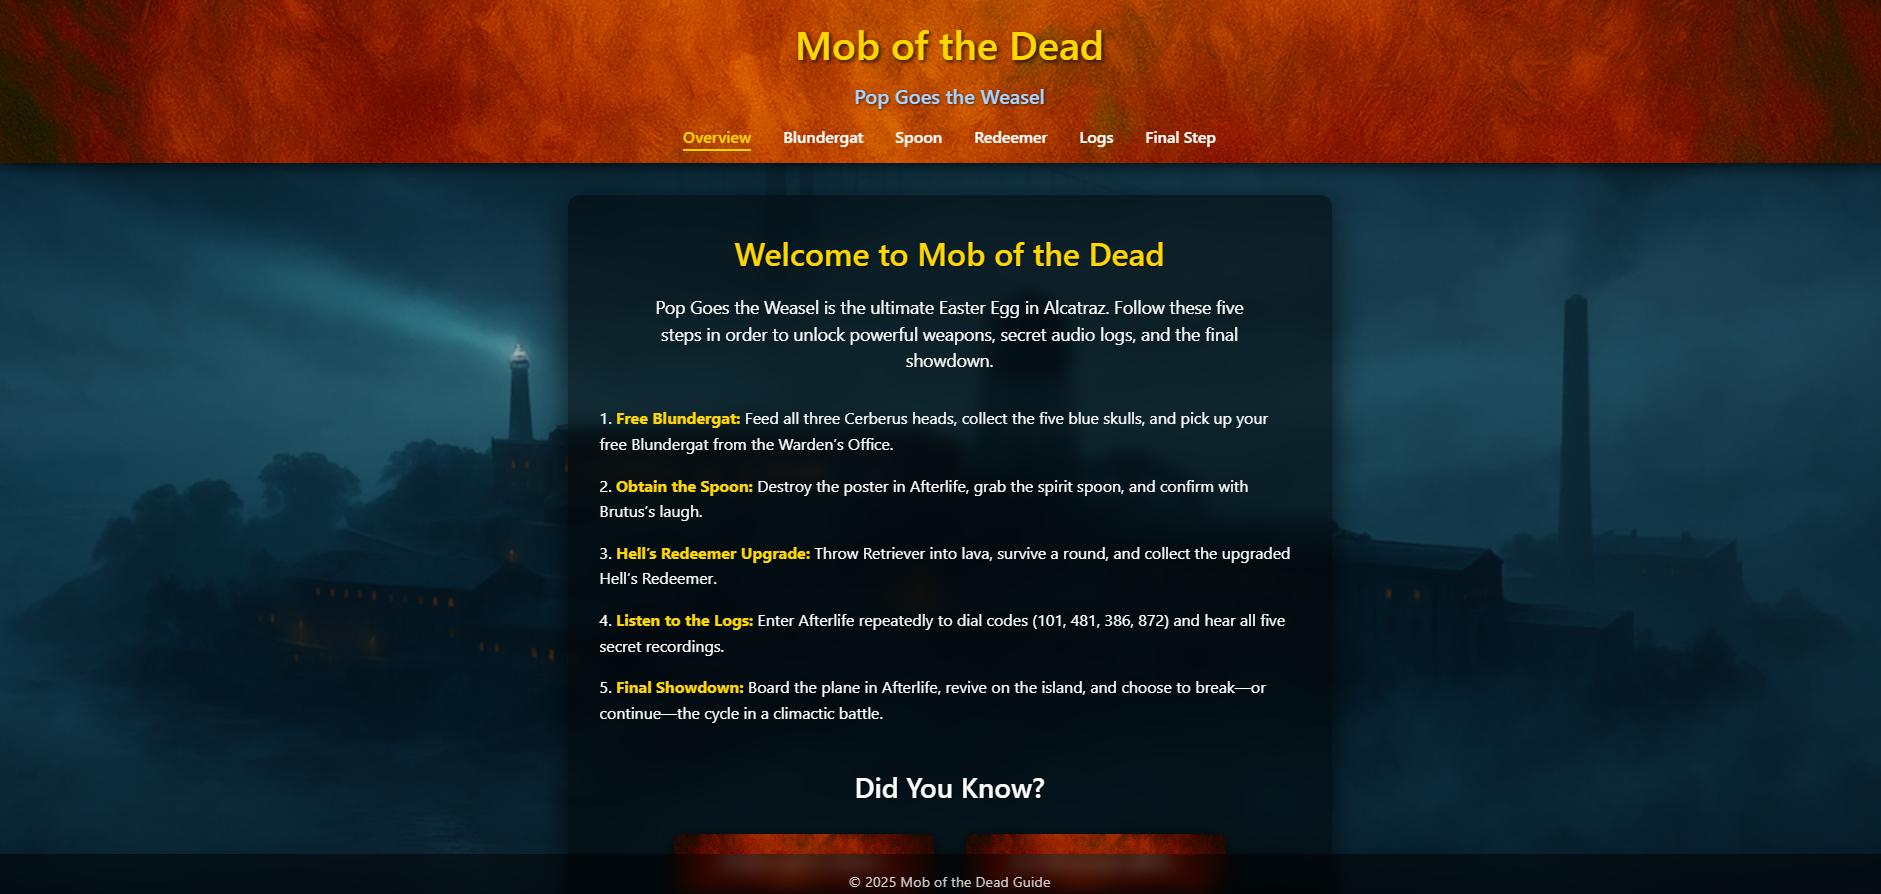 Mob of the Dead
Pop Goes the Weasel
Overview Blundergat Spoon Redeemer Logs Final Step
Welcome to Mob of the Dead
Pop Goes the Weasel is the ultimate Easter Egg in Alcatraz. Follow these five
steps in order to unlock powerful weapons, secret audio logs, and the final
showdown.
1. Free Blundergat: Feed all three Cerberus heads, collect the five blue skulls, and pick up your
free Blundergat from the Warden’s Office.
2. Obtain the Spoon: Destroy the poster in Afterlife, grab the spirit spoon, and confirm with
Brutus’s laugh.
3. Hell’s Redeemer Upgrade: Throw Retriever into lava, survive a round, and collect the upgraded
Hell’s Redeemer.
4. Listen to the Logs: Enter Afterlife repeatedly to dial codes (101, 481, 386, 872) and hear all five
secret recordings.
5. Final Showdown: Board the plane in Afterlife, revive on the island, and choose to break—or
continue—the cycle in a climactic battle.
Did You Know?
© 2025 Mob of the Dead Guide